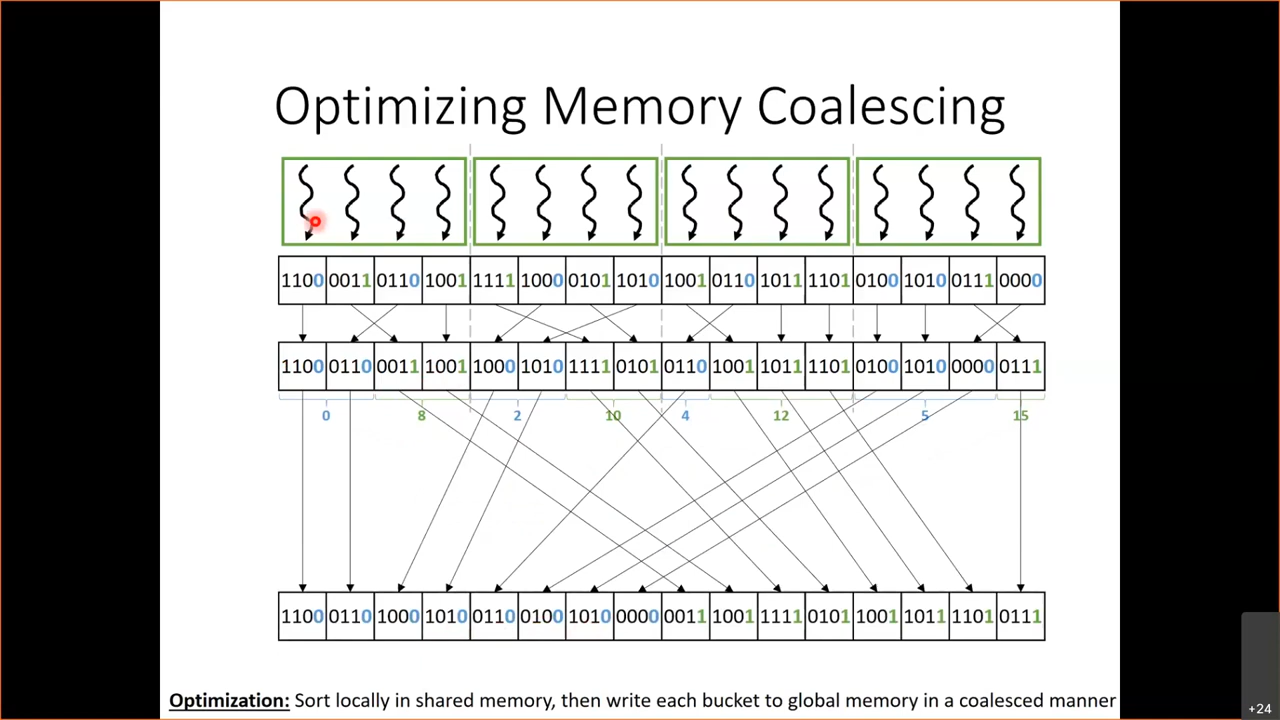 Optimizing Memory Coalescing
1100 0011 0110 1001 1111 1000 0101 1010 1001 0110 1011 1101 0100 1010 0111 0000
1100 0110 0011 1001 1000 1010 1111 0101 0110 1001 1011 1101 0100 1010 0000 0111
0 8 2 10 4 12 5 15
1100 0110 1000 1010 0110 0100 1010 0000 0011 1001 1111 0101 1001 1011 1101 0111
Optimization: Sort locally in shared memory, then write each bucket to global memory in a coalesced manner
+24